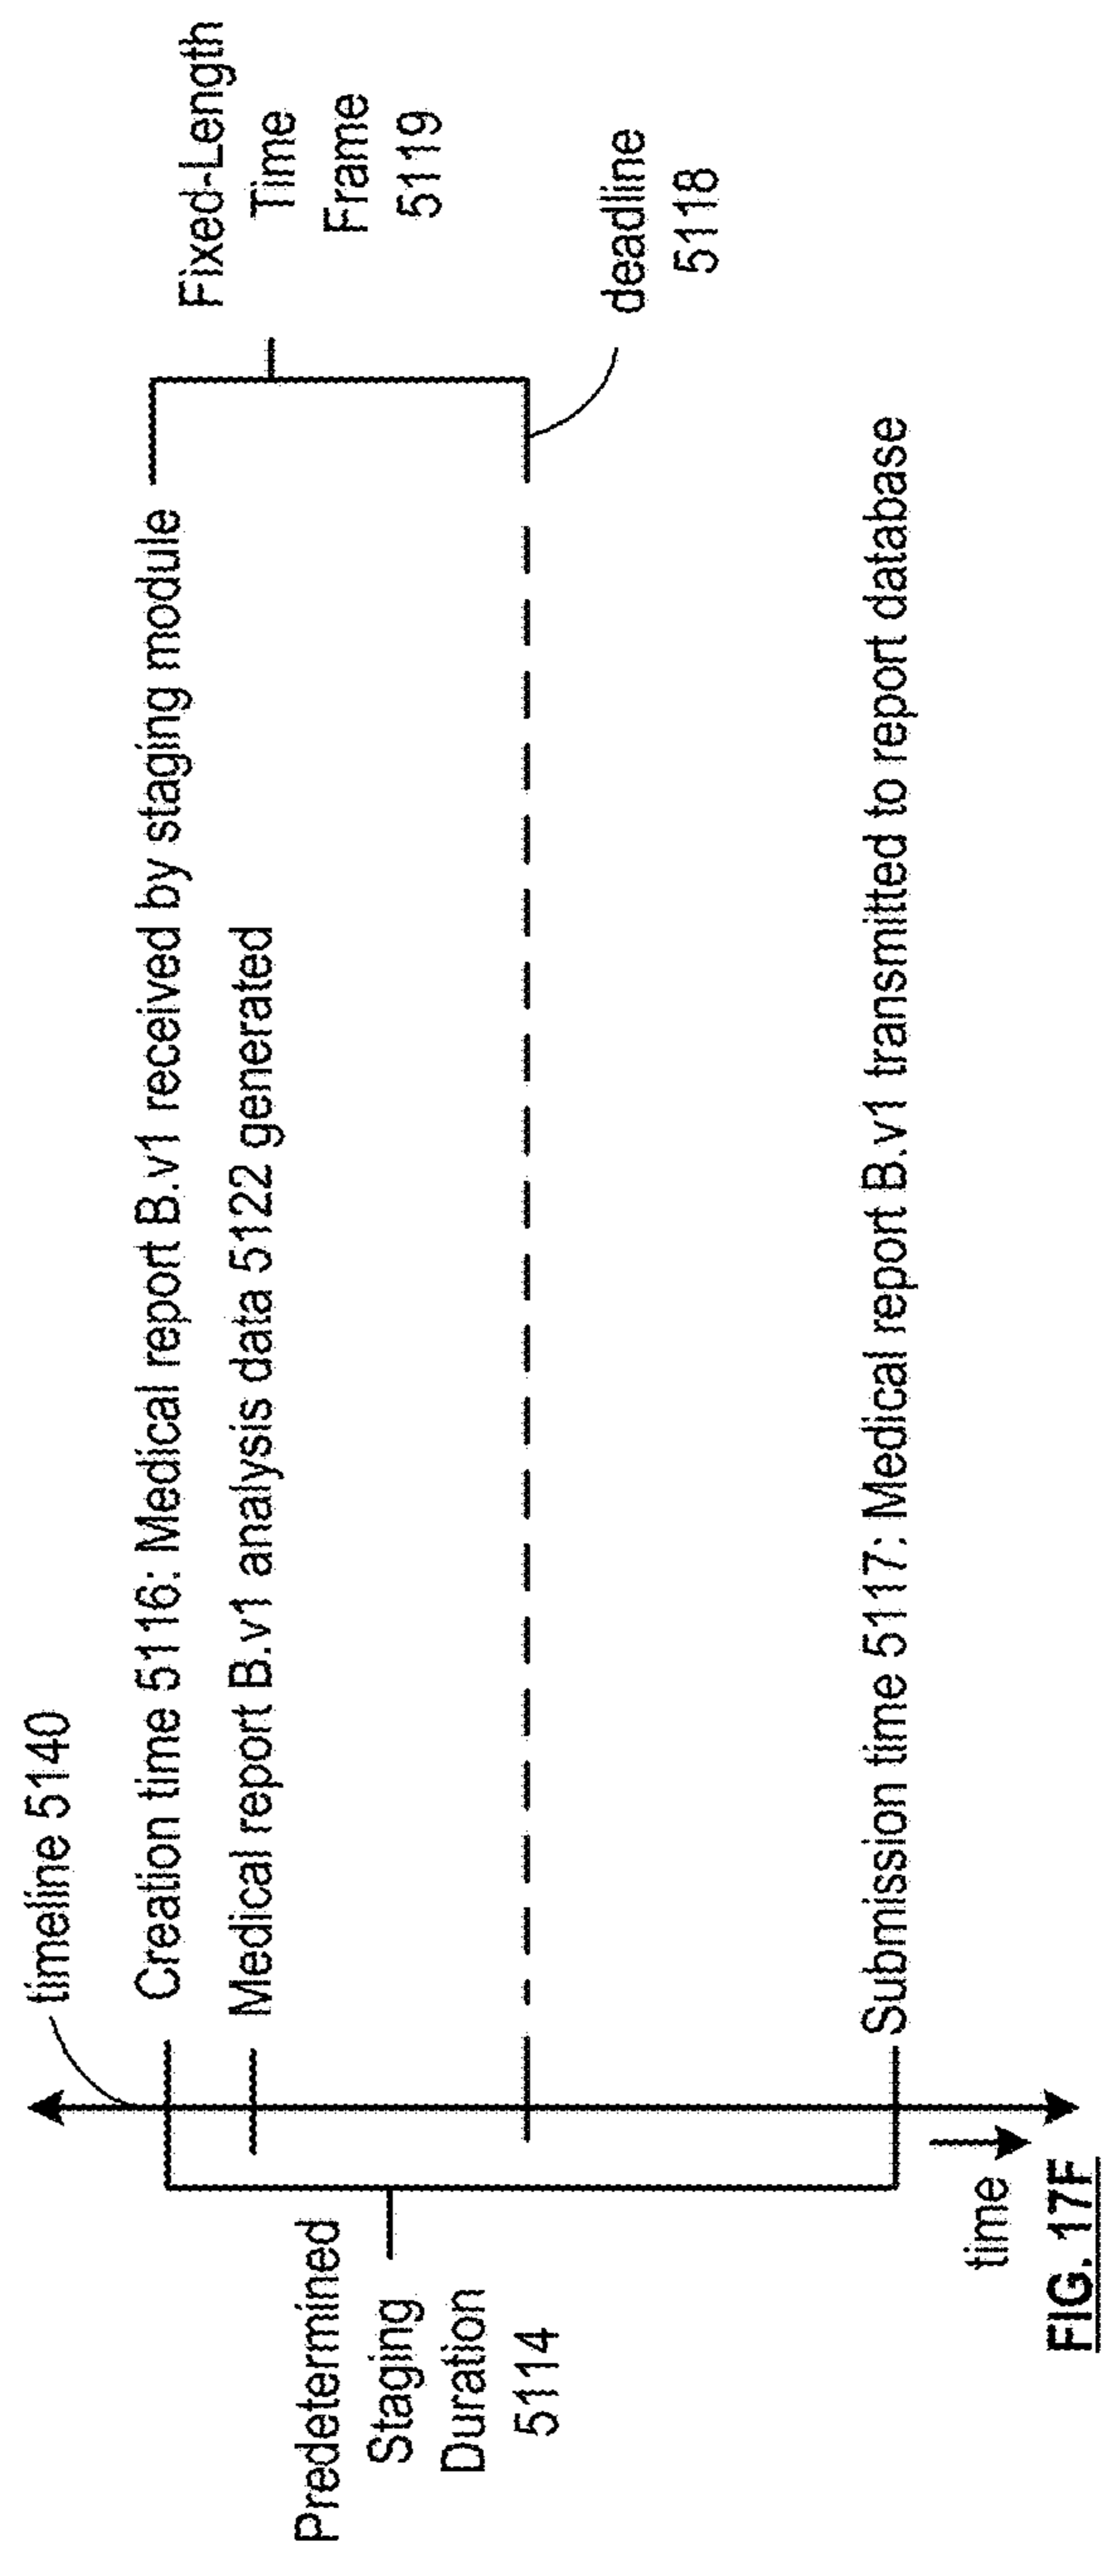 timeline 5140
Creation time 5116: Medical report B.v1 received by staging module
Medical report B.v1 analysis data 5122 generated
Fixed-Length
Time
Frame
5119
deadline
5118
Predetermined
Staging
Duration
5114
Submission time 5117: Medical report B.v1 transmitted to report database
time
FIG. 17F